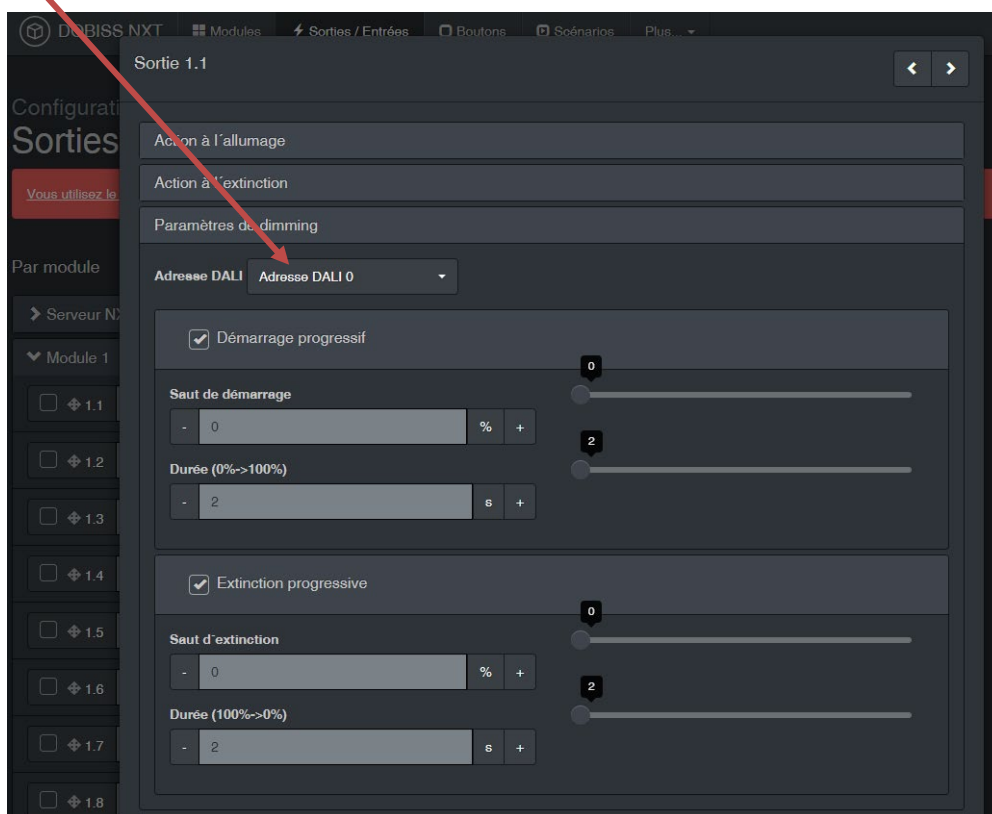 DOBISS NXT Modules Sorties / Entrées Boutons Scénarios Plus...
Sortie 1.1
Configurati
Sorties
Action à l´allumage
Vous utilisez le
Action à l´extinction
Paramètres de dimming
Par module
Adresse DALI Adresse DALI 0
Serveur NX
Démarrage progressif
Module 1
0
Saut de démarrage
1.1
- 0 % +
2
1.2
Durée (0%->100%)
- 2 s +
1.3
1.4
Extinction progressive
0
1.5
Saut d´extinction
- 0 % +
1.6
2
Durée (100%->0%)
1.7
- 2 s +
1.8